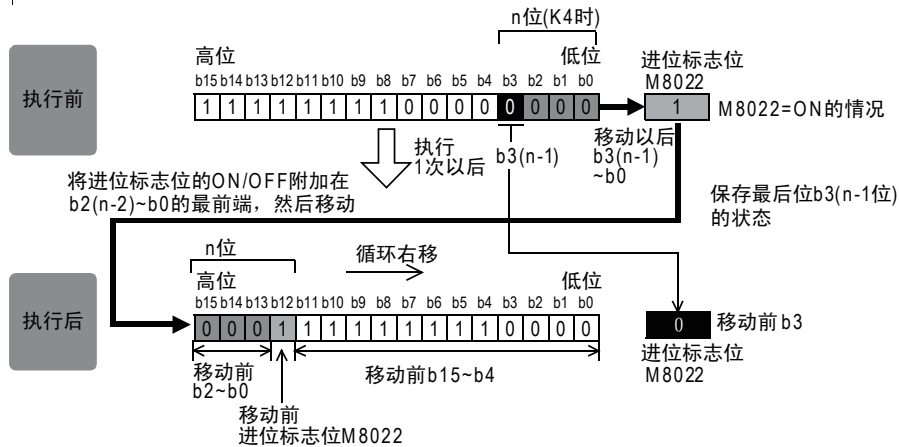 n位(K4时)
高位
低位
b15 b14 b13 b12 b11 b10 b9 b8 b7 b6 b5 b4 b3 b2 b1 b0
进位标志位
M8022
执行前
1 1 1 1 1 1 1 1 0 0 0 0 0 0 0 0
1
M8022=ON的情况
执行
1次以后
b3(n-1)
移动以后
b3(n-1)
~b0
将进位标志位的ON/OFF附加在
b2(n-2)~b0的最前端，然后移动
保存最后位b3(n-1位)
的状态
n位
循环右移
高位
低位
b15 b14 b13 b12 b11 b10 b9 b8 b7 b6 b5 b4 b3 b2 b1 b0
执行后
0 0 0 1 1 1 1 1 1 1 1 1 0 0 0 0
0
移动前b3
进位标志位
M8022
移动前
b2~b0
移动前b15~b4
移动前
进位标志位M8022